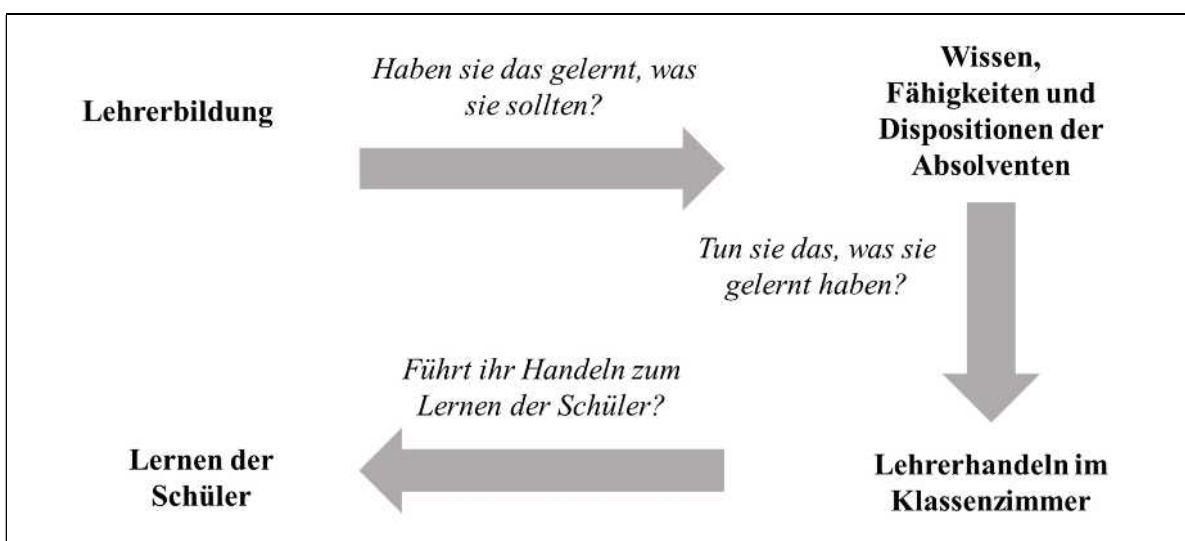 Lehrerbildung
Haben sie das gelernt, was
sie sollten?
Wissen,
Fähigkeiten und
Dispositionen der
Absolventen
Tun sie das, was sie
gelernt haben?
Lehrerhandeln im
Klassenzimmer
Führt ihr Handeln zum
Lernen der Schüler?
Lernen der
Schüler